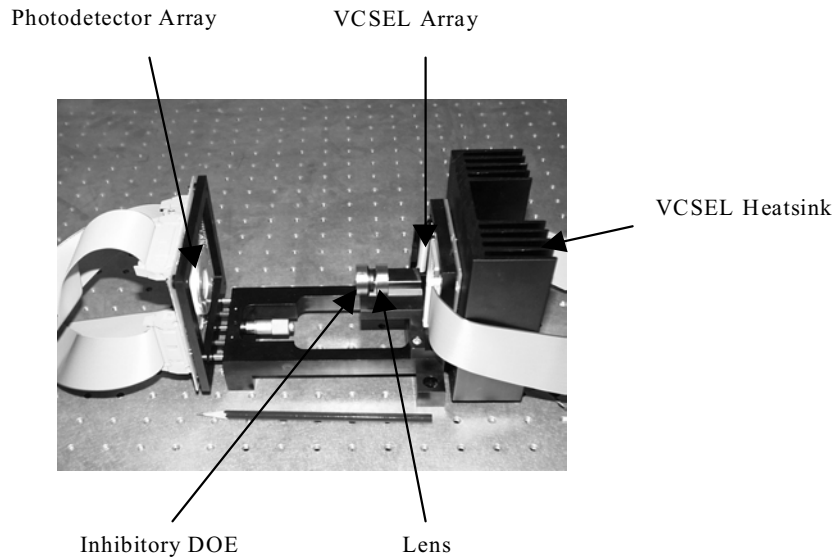 Photodetector Array
VCSEL Array
VCSEL Heatsink
Inhibitory DOE
Lens